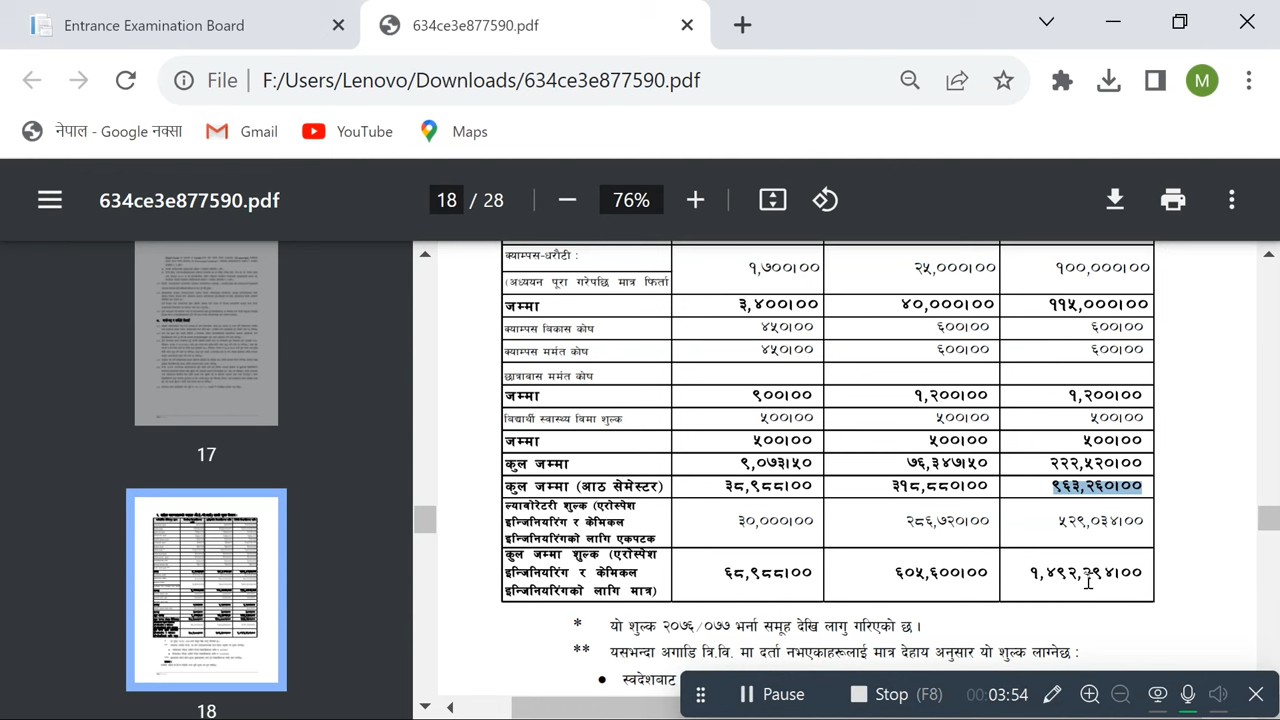 Entrance Examination Board
634ce3e877590.pdf
File F:/Users/Lenovo/Downloads/634ce3e877590.pdf
M
नेपाल - Google नक्सा Gmail YouTube Maps
634ce3e877590.pdf 18 / 28 76%
क्याम्पस-धरौटी :
(अध्ययन पूरा गरेपछि मात्र फिर्ता १,७००।०० ५,०००।०० १००,०००।००
जम्मा ३,४००।०० ४०,०००।०० ११५,०००।००
क्याम्पस विकास कोष ४५०।०० ६००।०० ६००।००
क्याम्पस मर्मत कोष ४५०।०० ६००।०० ६००।००
छात्रावास मर्मत कोष
जम्मा ९००।०० १,२००।०० १,२००।००
बिद्यार्थी स्वास्थ्य विमा शुल्क ५००।०० ५००।०० ५००।००
जम्मा ५००।०० ५००।०० ५००।००
कुल जम्मा ९,०७३।५० ७६,३४७।५० २२२,५२०।००
कुल जम्मा (आठ सेमेस्टर) ३८,९८८।०० ३१८,८८०।०० ९६३,२६०।००
ल्याबोरेटरी शुल्क (एरोस्पेश
इन्जिनियरिंग र केमिकल
इन्जिनियरिंगको लागि एकपटक ३०,०००।०० २८६,७२०।०० ५२९,०३४।००
कुल जम्मा शुल्क (एरोस्पेश
इन्जिनियरिंग र केमिकल
इन्जिनियरिंगको लागि मात्र) ६८,९८८।०० ६०५,६००।०० १,४९२,२९४।००
* यो शुल्क २०७६/०७७ भर्ना समूह देखि लागु गरिएको छ ।
** यसभन्दा अगाडि त्रि.वि. मा दर्ता नभएकाहरूलाई मात्र नियमानुसार यो शुल्क लाग्नेछ :
● स्वदेशबाट
17
18
Pause Stop (F8) 00:03:54